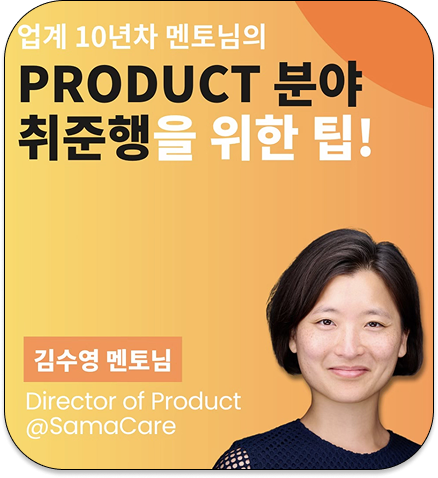 업계 10년차 멘토님의
PRODUCT 분야
취준행을 위한 팁!
김수영 멘토님
Director of Product
@SamaCare